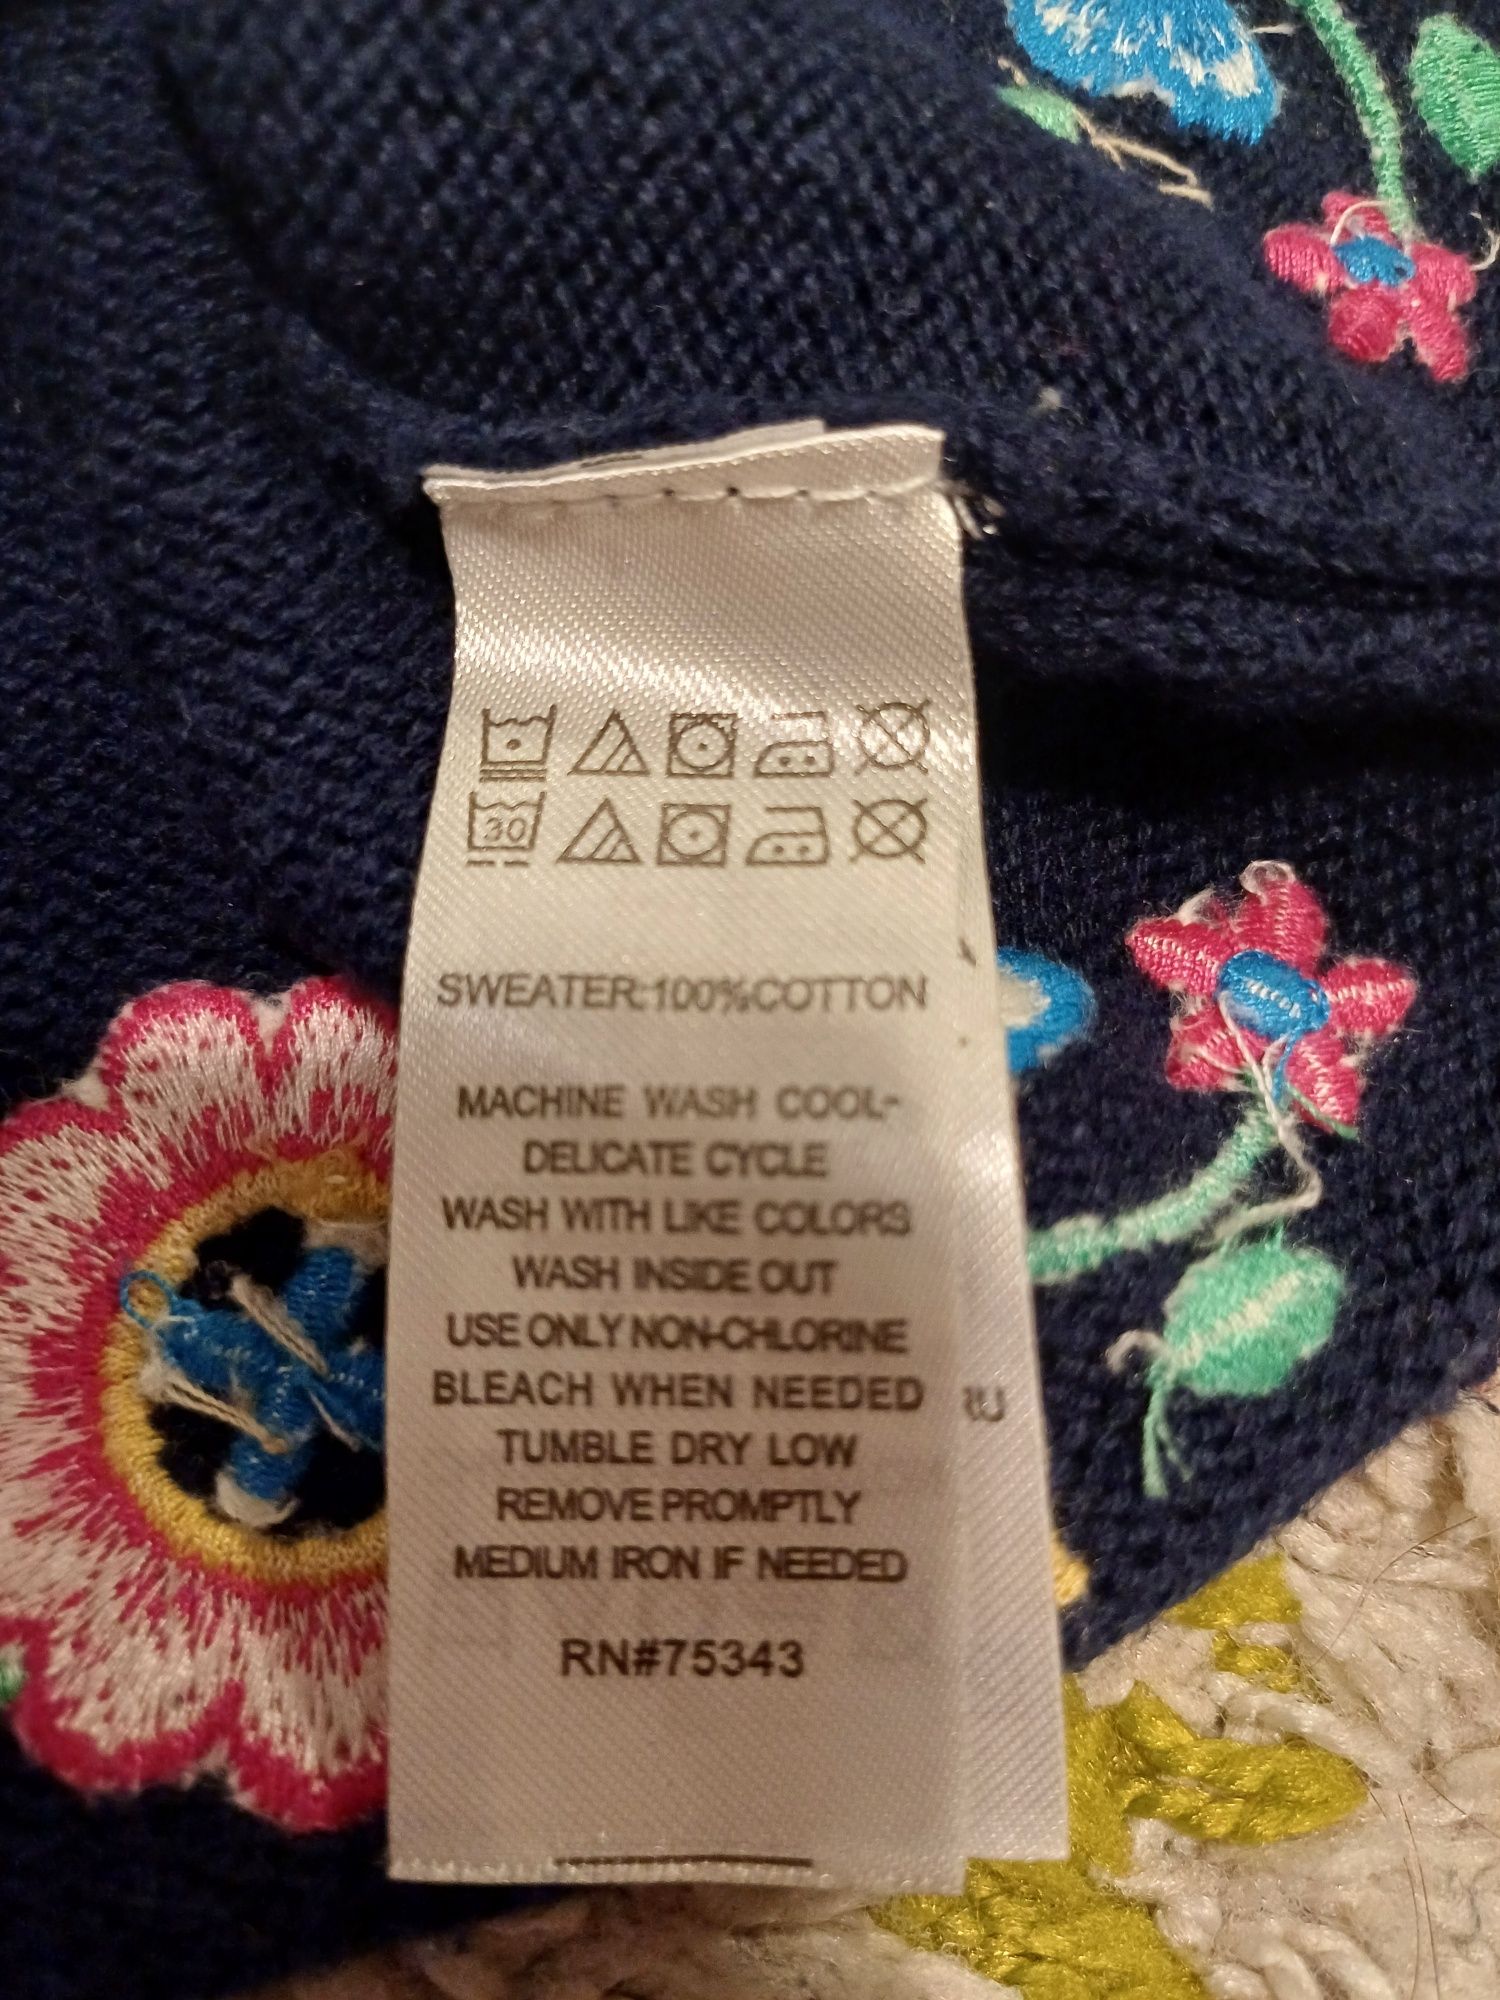 30
SWEATER:100%COTTON
MACHINE WASH COOL-
DELICATE CYCLE
WASH WITH LIKE COLORS
WASH INSIDE OUT
USE ONLY NON-CHLORINE
BLEACH WHEN NEEDED
TUMBLE DRY LOW
REMOVE PROMPTLY
MEDIUM IRON IF NEEDED
RN#75343